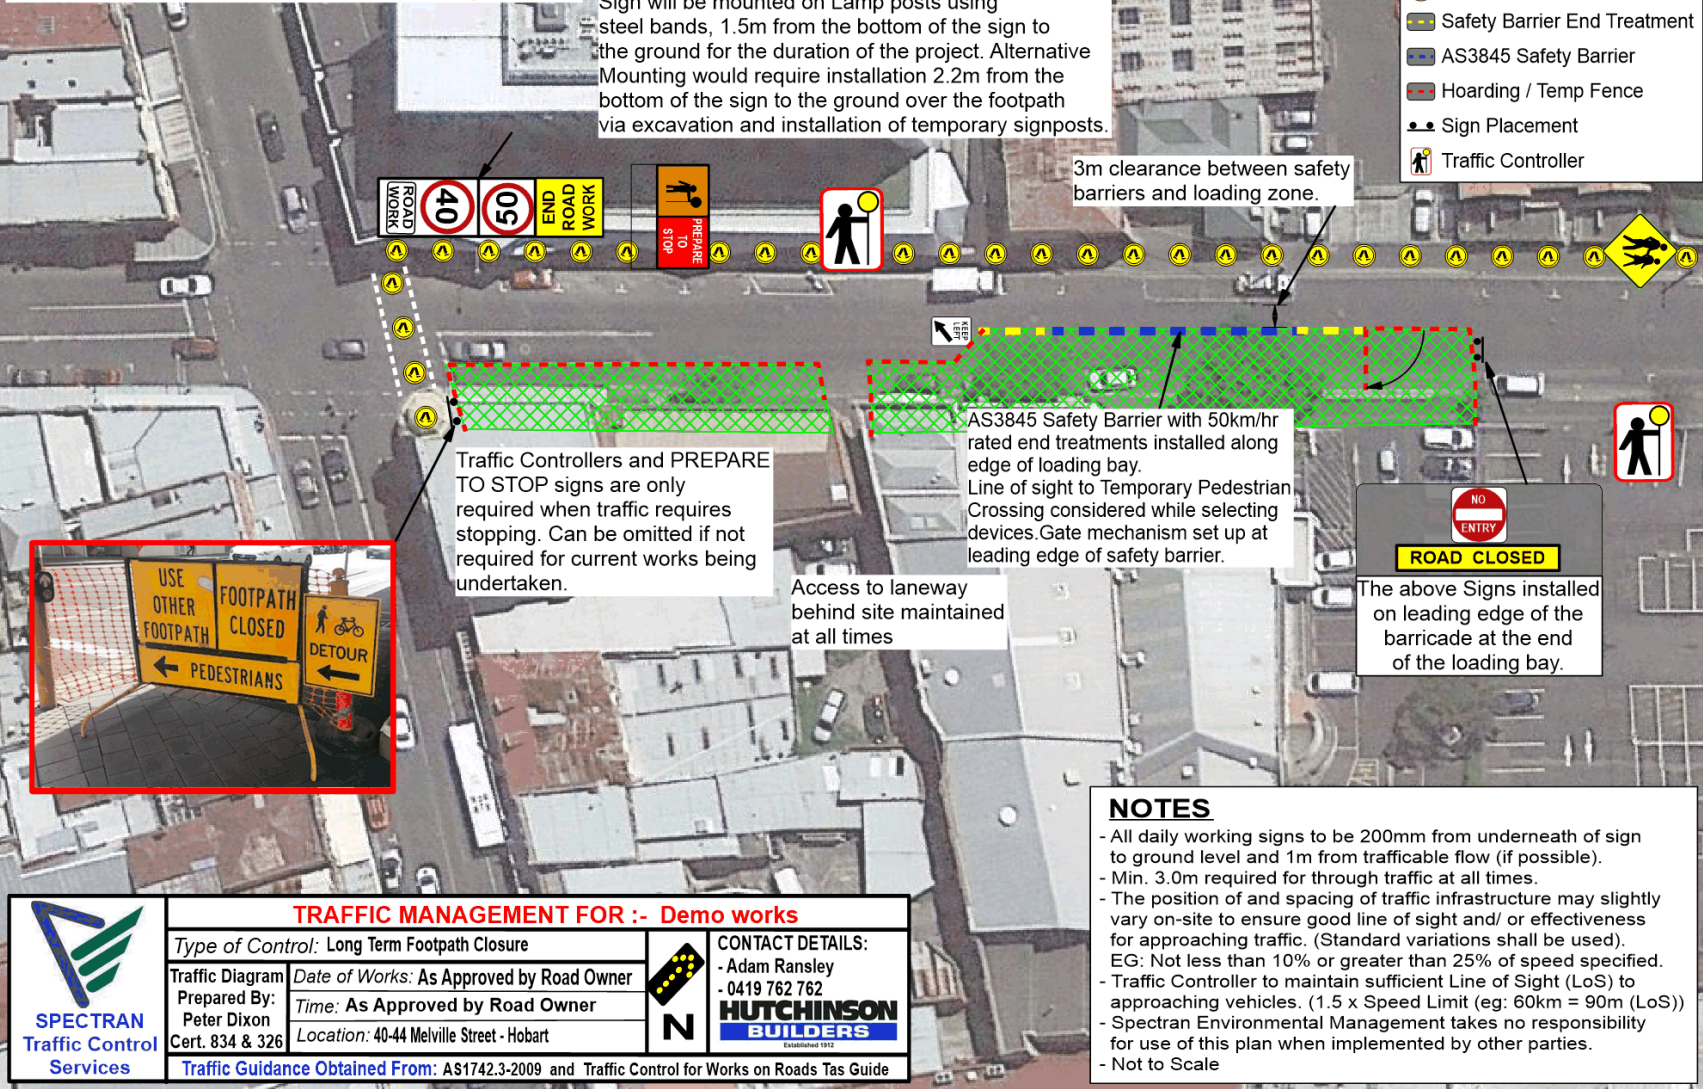 Sign will be mounted on Lamp posts using
steel bands, 1.5m from the bottom of the sign to
the ground for the duration of the project. Alternative
Mounting would require installation 2.2m from the
bottom of the sign to the ground over the footpath
via excavation and installation of temporary signposts.
Safety Barrier End Treatment
AS3845 Safety Barrier
Hoarding / Temp Fence
Sign Placement
Traffic Controller
3m clearance between safety
barriers and loading zone.
ROAD
WORK
40
50
END
ROAD
WORK
PREPARE
TO
STOP
KEEP
LEFT
AS3845 Safety Barrier with 50km/hr
rated end treatments installed along
edge of loading bay.
Line of sight to Temporary Pedestrian
Crossing considered while selecting
devices.Gate mechanism set up at
leading edge of safety barrier.
Traffic Controllers and PREPARE
TO STOP signs are only
required when traffic requires
stopping. Can be omitted if not
required for current works being
undertaken.
Access to laneway
behind site maintained
at all times
NO
ENTRY
ROAD CLOSED
The above Signs installed
on leading edge of the
barricade at the end
of the loading bay.
USE
OTHER
FOOTPATH
FOOTPATH
CLOSED
PEDESTRIANS
DETOUR
NOTES
- All daily working signs to be 200mm from underneath of sign
to ground level and 1m from trafficable flow (if possible).
- Min. 3.0m required for through traffic at all times.
- The position of and spacing of traffic infrastructure may slightly
vary on-site to ensure good line of sight and/ or effectiveness
for approaching traffic. (Standard variations shall be used).
EG: Not less than 10% or greater than 25% of speed specified.
- Traffic Controller to maintain sufficient Line of Sight (LoS) to
approaching vehicles. (1.5 x Speed Limit (eg: 60km = 90m (LoS))
- Spectran Environmental Management takes no responsibility
for use of this plan when implemented by other parties.
- Not to Scale
SPECTRAN
Traffic Control
Services
TRAFFIC MANAGEMENT FOR :- Demo works
Type of Control: Long Term Footpath Closure
Traffic Diagram
Prepared By:
Peter Dixon
Cert. 834 & 326
Date of Works: As Approved by Road Owner
Time: As Approved by Road Owner
Location: 40-44 Melville Street - Hobart
N
CONTACT DETAILS:
- Adam Ransley
- 0419 762 762
HUTCHINSON
BUILDERS
Established 1912
Traffic Guidance Obtained From: AS1742.3-2009 and Traffic Control for Works on Roads Tas Guide